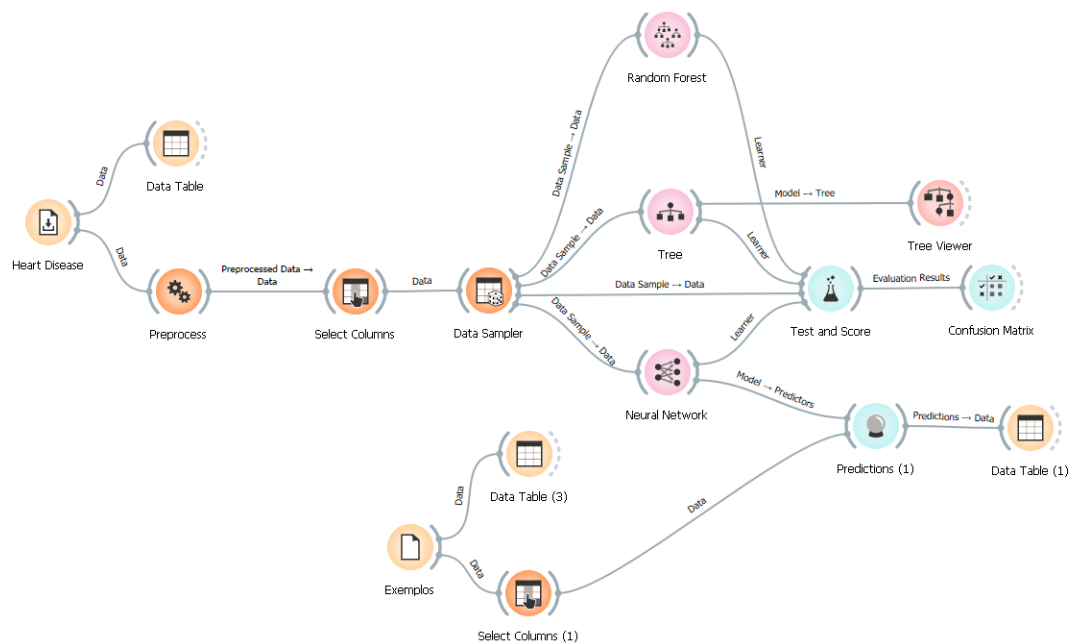 Random Forest
Data Sample → Data
Learner
Data
Data Table
Model → Tree
Tree Viewer
Heart Disease
Data
Data Sample → Data
Tree
Learner
Preprocessed Data →
Data
Data
Data Sample → Data
Evaluation Results
Preprocess
Select Columns
Data Sampler
Test and Score
Confusion Matrix
Data Sample → Data
Learner
Neural Network
Model → Predictors
Predictions → Data
Predictions (1)
Data Table (1)
Data
Data Table (3)
Data
Exemplos
Data
Select Columns (1)